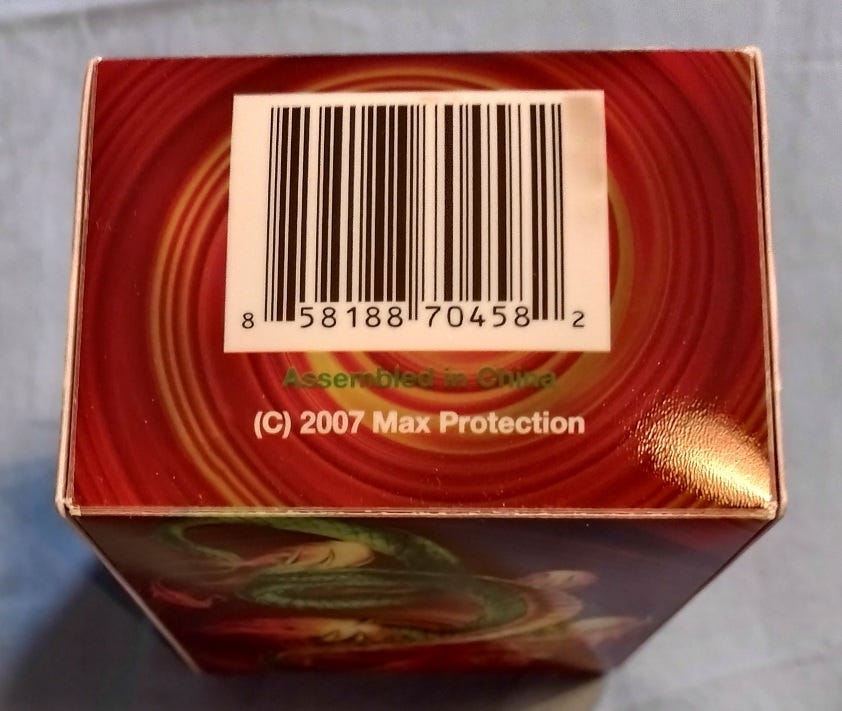 8 58188 70458 2
Assembled in China
(C) 2007 Max Protection